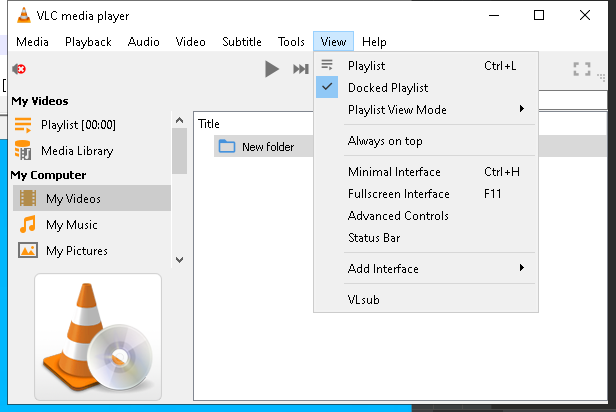 VLC media player
Media Playback Audio Video Subtitle Tools View Help
Playlist Ctrl+L
Docked Playlist
Playlist View Mode
Always on top
Minimal Interface Ctrl+H
Fullscreen Interface F11
Advanced Controls
Status Bar
Add Interface
VLsub
My Videos
Playlist [00:00]
Media Library
My Computer
My Videos
My Music
My Pictures
Title
New folder